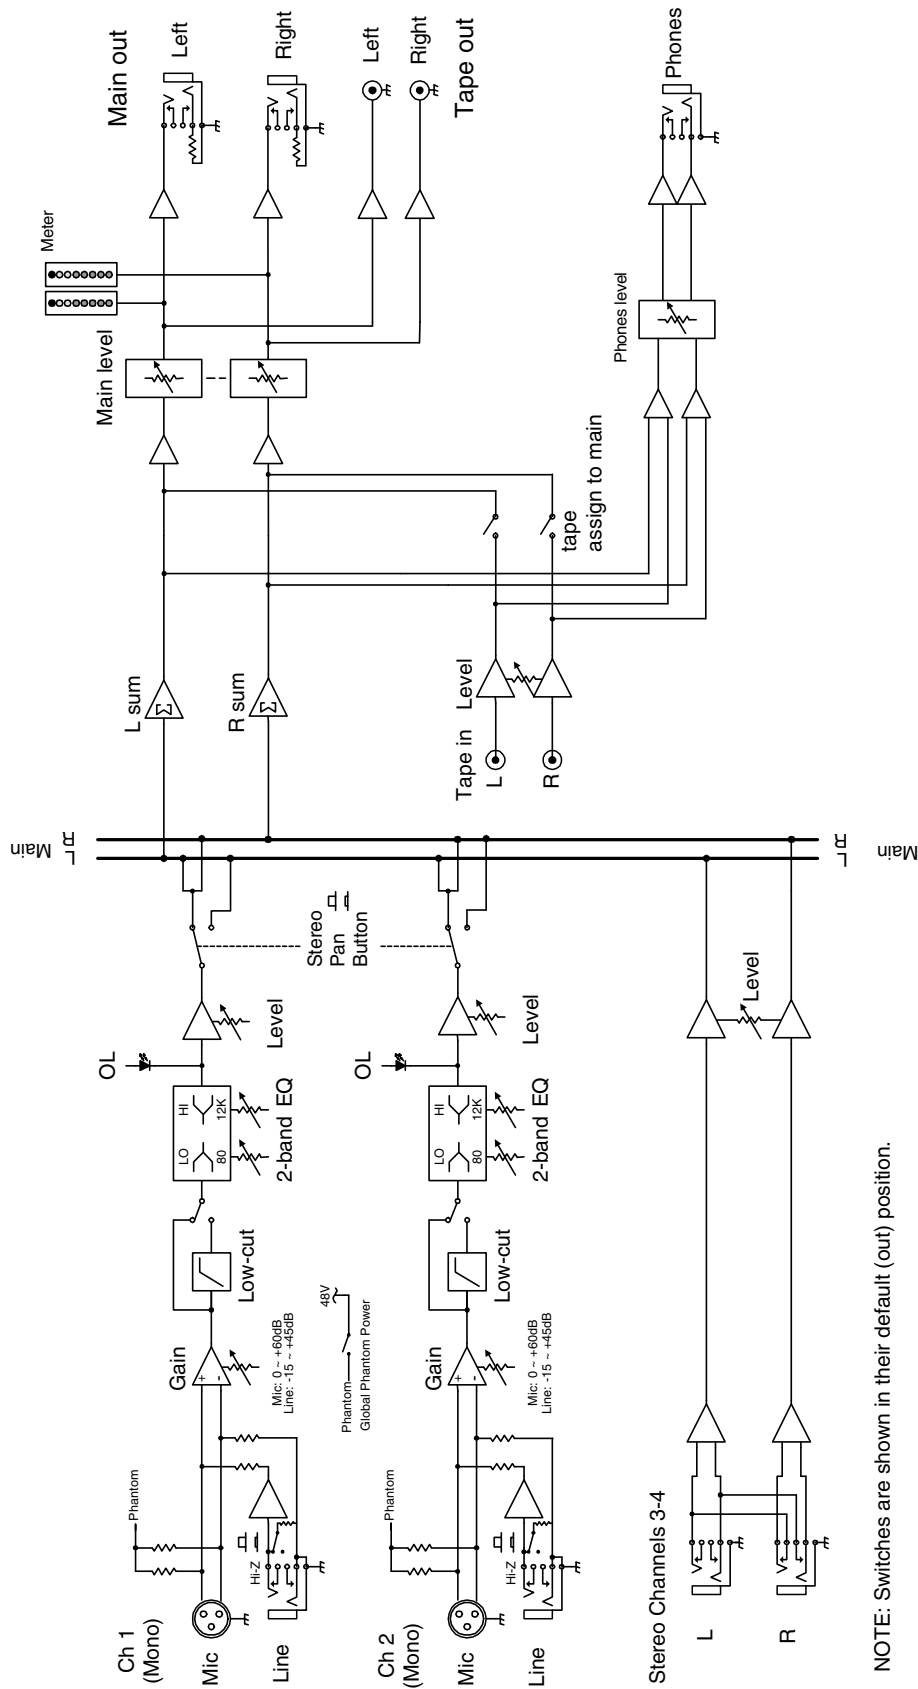 Ch 1
(Mono)
Mic
Line
Phantom
Hi-Z
Gain
+
-
Mic: 0 ~ +60dB
Line: -15 ~ +45dB
Low-cut
LO
HI
80
12K
2-band EQ
OL
Level
Phantom
48V
Global Phantom Power
Stereo
Pan
Button
Ch 2
(Mono)
Mic
Line
Phantom
Hi-Z
Gain
+
-
Mic: 0 ~ +60dB
Line: -15 ~ +45dB
Low-cut
LO
HI
80
12K
2-band EQ
OL
Level
Stereo Channels 3-4
L
R
Level
Main
L
R
L
R
Main
L sum
Σ
R sum
Σ
Tape in
L
R
Level
tape
assign to main
Main level
Meter
Main out
Left
Right
Left
Right
Tape out
Phones level
Phones
NOTE: Switches are shown in their default (out) position.